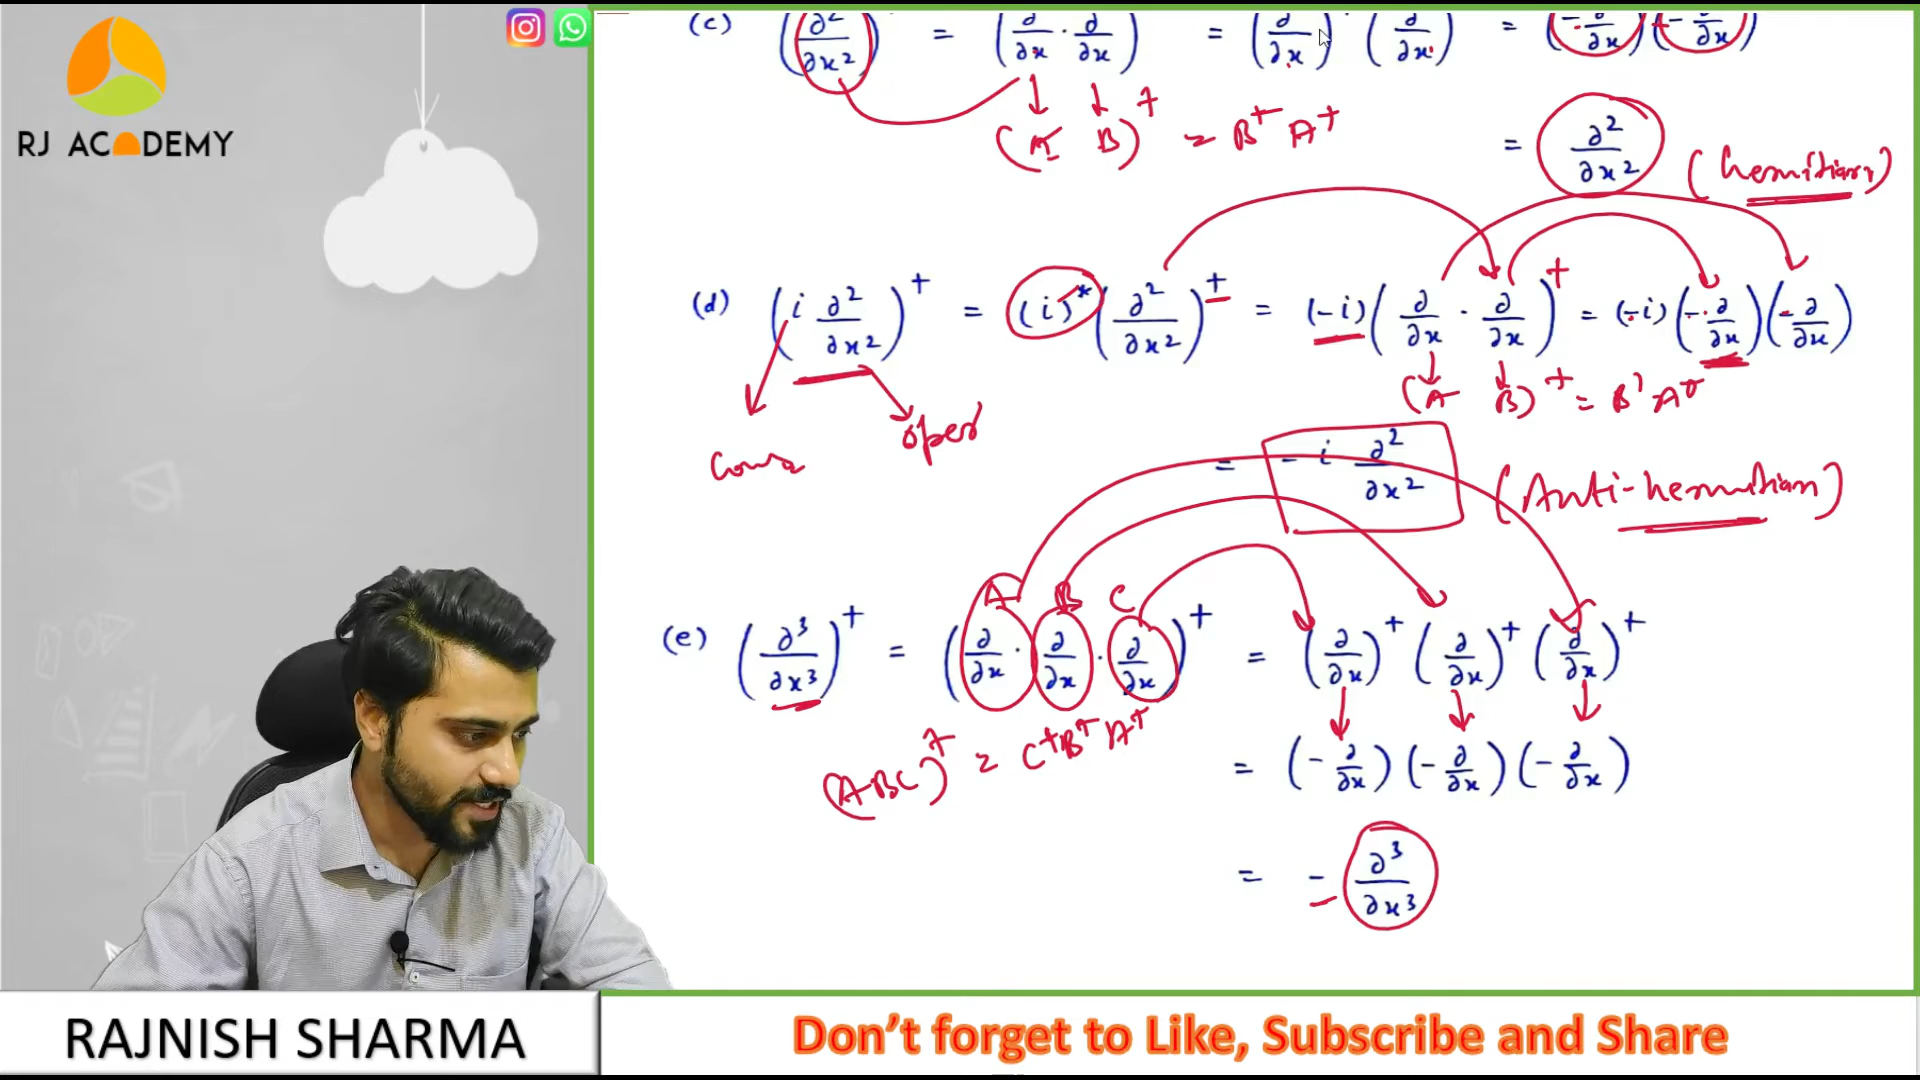 RJ ACADEMY
(c) (∂²/∂x²)⁺ = (∂/∂x · ∂/∂x)⁺ = (∂/∂x)⁺ (∂/∂x)⁺ = (-∂/∂x)(-∂/∂x)
(A B)⁺ = B⁺ A⁺
= ∂²/∂x² (hermitian)
(d) (i ∂²/∂x²)⁺ = (i)* (∂²/∂x²)⁺ = (-i) (∂/∂x · ∂/∂x)⁺ = (-i) (-∂/∂x)(-∂/∂x)
(A B)⁺ = B⁺ A⁺
oper
= - i ∂²/∂x² (Anti-hermitian)
A B C
(e) (∂³/∂x³)⁺ = (∂/∂x · ∂/∂x · ∂/∂x)⁺ = (∂/∂x)⁺ (∂/∂x)⁺ (∂/∂x)⁺
(ABC)⁺ = C⁺B⁺A⁺
= (-∂/∂x)(-∂/∂x)(-∂/∂x)
= - ∂³/∂x³
RAJNISH SHARMA
Don't forget to Like, Subscribe and Share